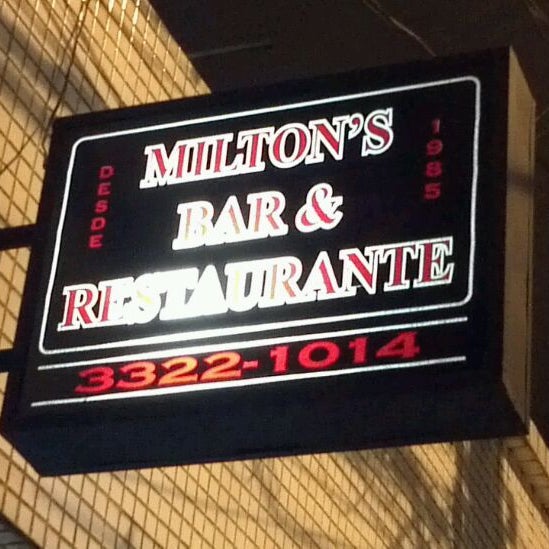 MILTON'S
DESDE
1985
BAR &
RESTAURANTE
3322-1014